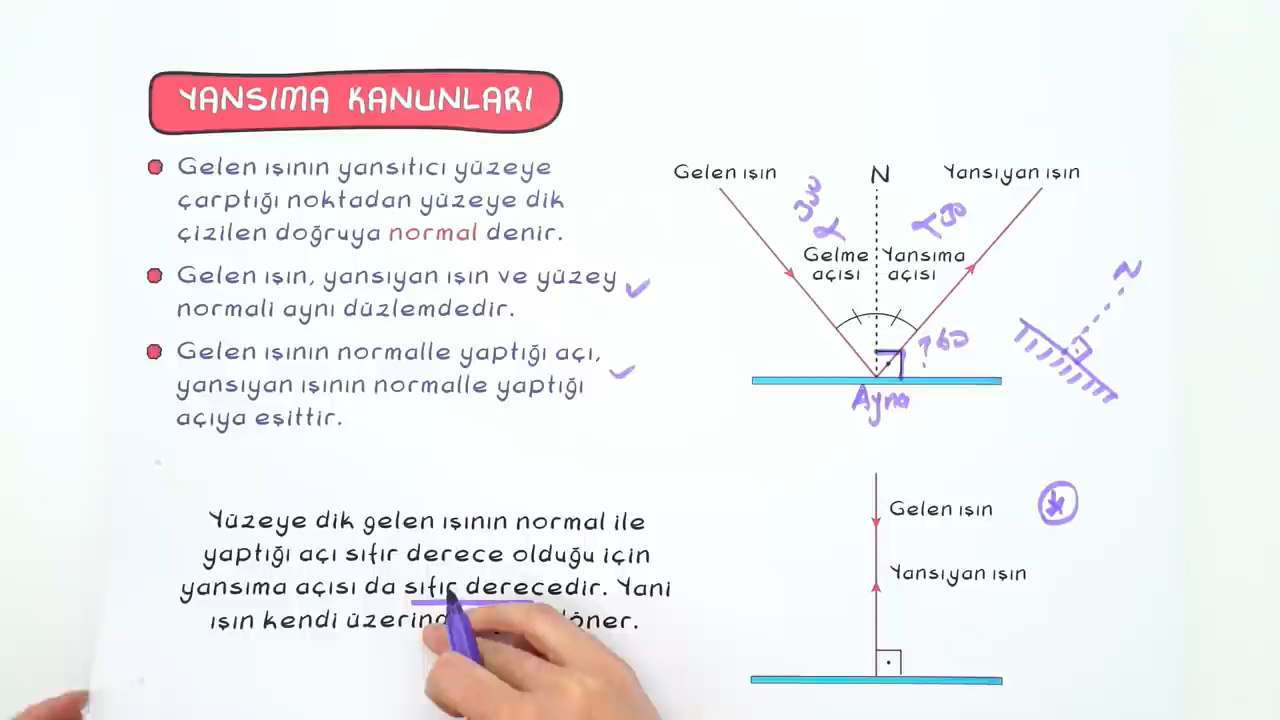 YANSIMA KANUNLARI
Gelen ışının yansıtıcı yüzeye
çarptığı noktadan yüzeye dik
çizilen doğruya normal denir.
Gelen ışın, yansıyan ışın ve yüzey
normali aynı düzlemdedir.
Gelen ışının normalle yaptığı açı,
yansıyan ışının normalle yaptığı
açıya eşittir.
Yüzeye dik gelen ışının normal ile
yaptığı açı sıfır derece olduğu için
yansıma açısı da sıfır derecedir. Yani
ışın kendi döner.
Gelen ışın
N
Yansıyan ışın
Gelme
açısı
Yansıma
açısı
Ayna
N
Gelen ışın
Yansıyan ışın